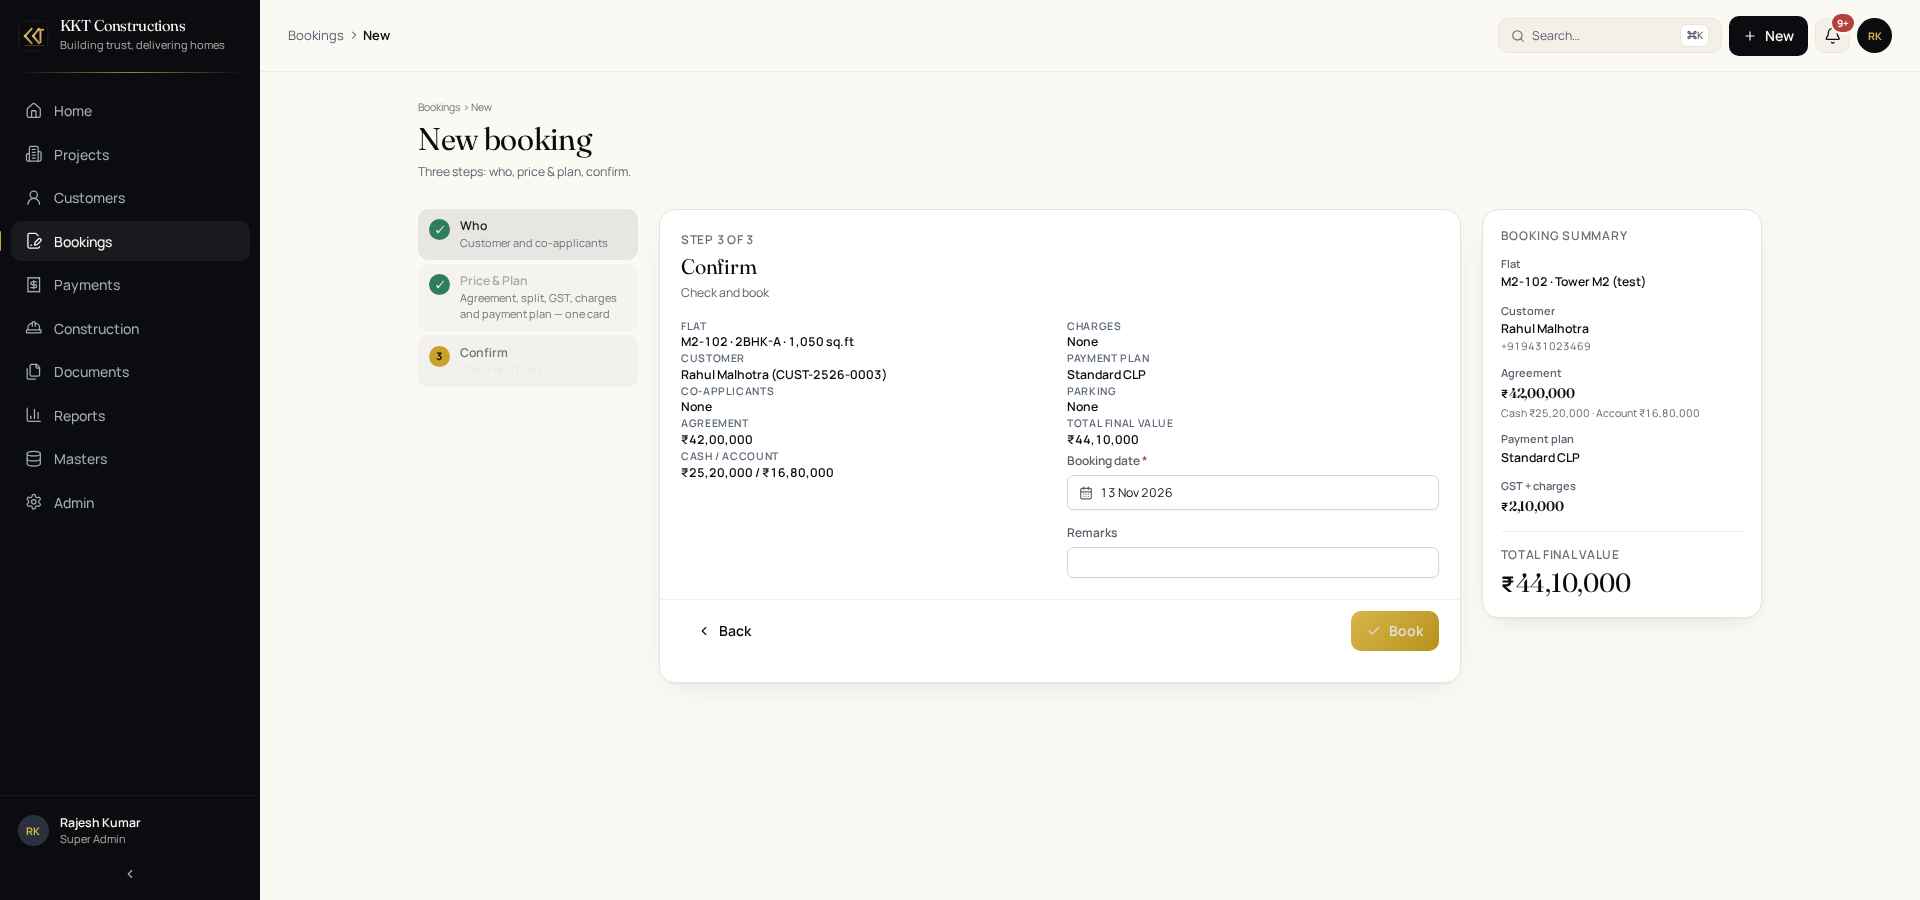 KKT Constructions
Building trust, delivering homes
Home
Projects
Customers
Bookings
Payments
Construction
Documents
Reports
Masters
Admin
RK
Rajesh Kumar
Super Admin
Bookings > New
Search...
⌘K
+ New
9+
RK
Bookings > New
New booking
Three steps: who, price & plan, confirm.
Who
Customer and co-applicants
Price & Plan
Agreement, split, GST, charges
and payment plan — one card
3
Confirm
STEP 3 OF 3
Confirm
Check and book
FLAT
M2-102 · 2BHK-A · 1,050 sq.ft
CUSTOMER
Rahul Malhotra (CUST-2526-0003)
CO-APPLICANTS
None
AGREEMENT
₹42,00,000
CASH / ACCOUNT
₹25,20,000 / ₹16,80,000
CHARGES
None
PAYMENT PLAN
Standard CLP
PARKING
None
TOTAL FINAL VALUE
₹44,10,000
Booking date *
13 Nov 2026
Remarks
Back
Book
BOOKING SUMMARY
Flat
M2-102 · Tower M2 (test)
Customer
Rahul Malhotra
+919431023469
Agreement
₹42,00,000
Cash ₹25,20,000 · Account ₹16,80,000
Payment plan
Standard CLP
GST + charges
₹2,10,000
TOTAL FINAL VALUE
₹44,10,000